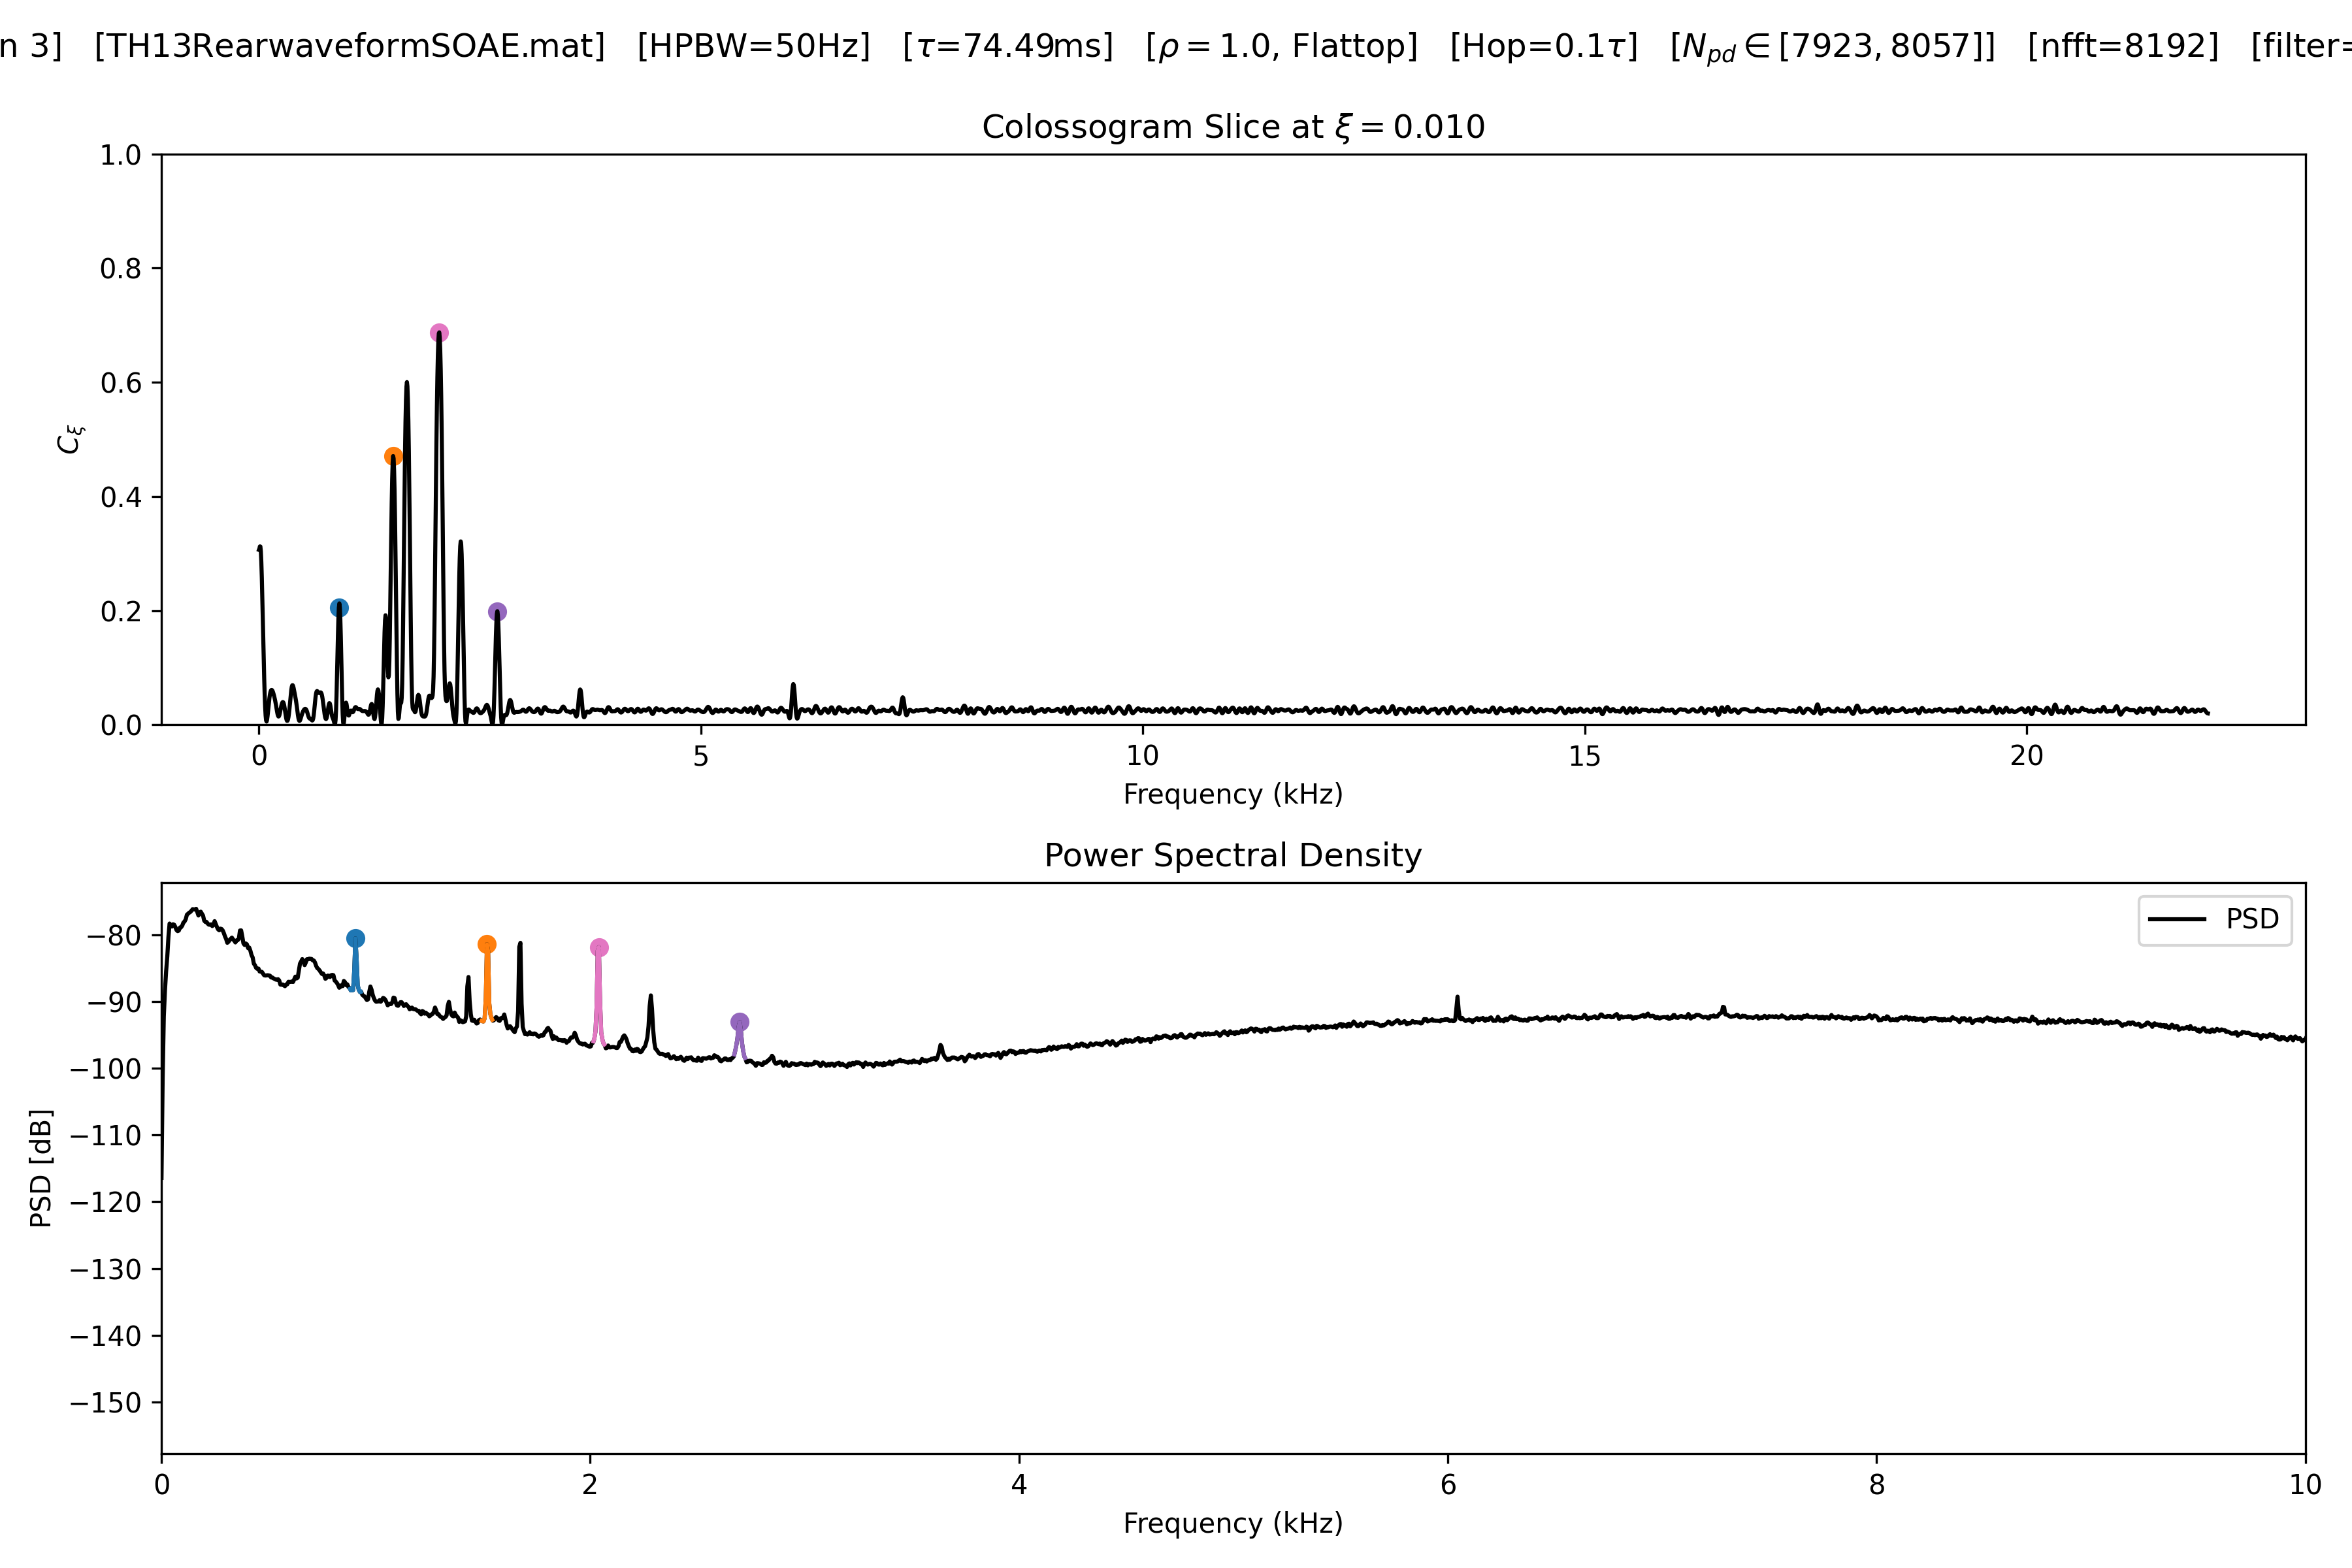 n 3] [TH13RearwaveformSOAE.mat] [HPBW=50Hz] [τ=74.49ms] [ρ = 1.0, Flattop] [Hop=0.1τ] [N_pd ∈ [7923, 8057]] [nfft=8192] [filter=
Colossogram Slice at ξ = 0.010
1.0
0.8
0.6
0.4
0.2
0.0
C_ξ
0 5 10 15 20
Frequency (kHz)
Power Spectral Density
PSD
−80
−90
−100
−110
−120
−130
−140
−150
PSD [dB]
0 2 4 6 8 10
Frequency (kHz)